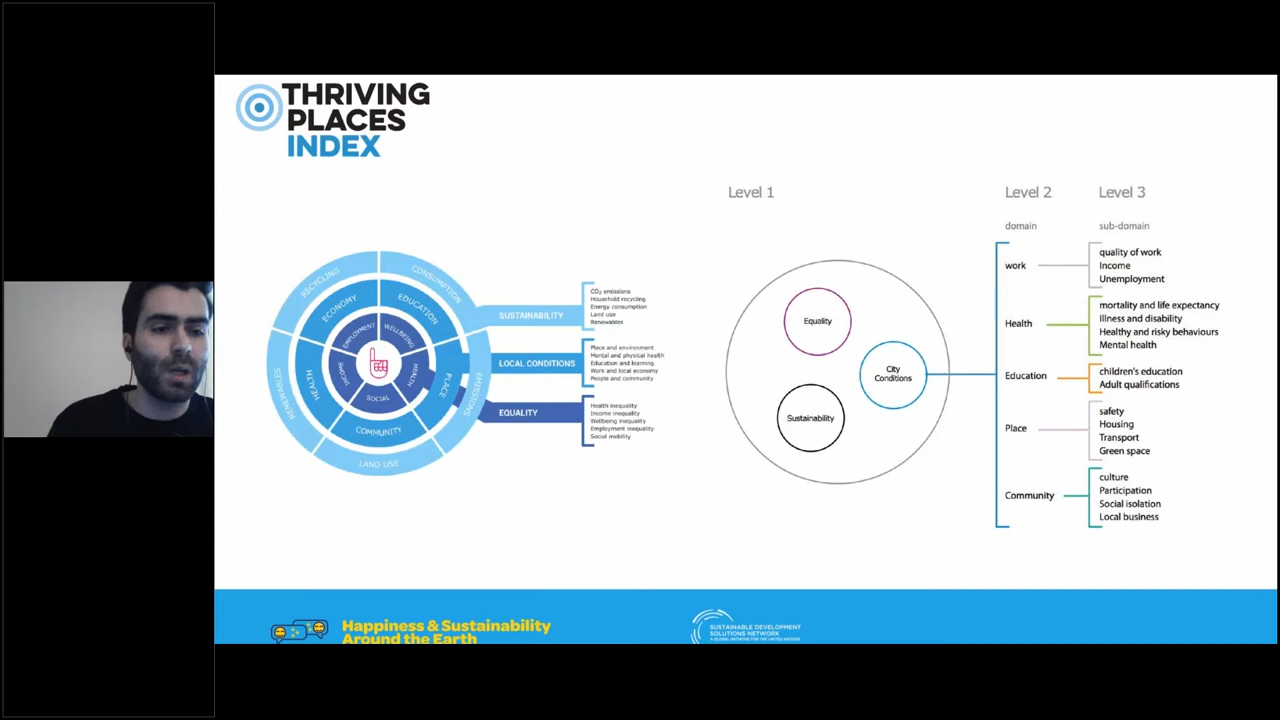 THRIVING
PLACES
INDEX
RECYCLING
CONSUMPTION
RENEWABLES
EMISSIONS
LAND USE
ECONOMY
EDUCATION
HEALTH
PLACE
COMMUNITY
EMPLOYMENT
WELLBEING
INCOME
HEALTH
SOCIAL
SUSTAINABILITY
CO₂ emissions
Household recycling
Energy consumption
Land use
Renewables
LOCAL CONDITIONS
Place and environment
Mental and physical health
Education and learning
Work and local economy
People and community
EQUALITY
Health inequality
Income inequality
Wellbeing inequality
Employment inequality
Social mobility
Level 1
Equality
City
Conditions
Sustainability
Level 2
domain
work
Health
Education
Place
Community
Level 3
sub-domain
quality of work
Income
Unemployment
mortality and life expectancy
Illness and disability
Healthy and risky behaviours
Mental health
children's education
Adult qualifications
safety
Housing
Transport
Green space
culture
Participation
Social isolation
Local business
Happiness & Sustainability
Around the Earth
SUSTAINABLE DEVELOPMENT
SOLUTIONS NETWORK
A GLOBAL INITIATIVE FOR THE UNITED NATIONS